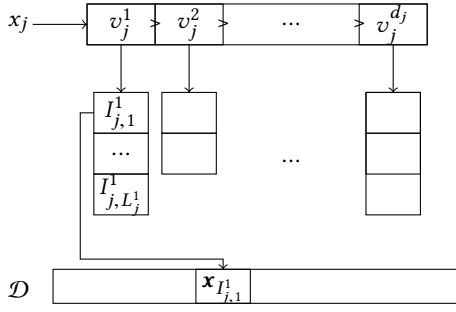 x_j v_j^1 > v_j^2 > ... > v_j^{d_j}
I_{j,1}^1
... ...
I_{j,L_j^1}^1
𝒟 𝒙_{I_{j,1}^1}